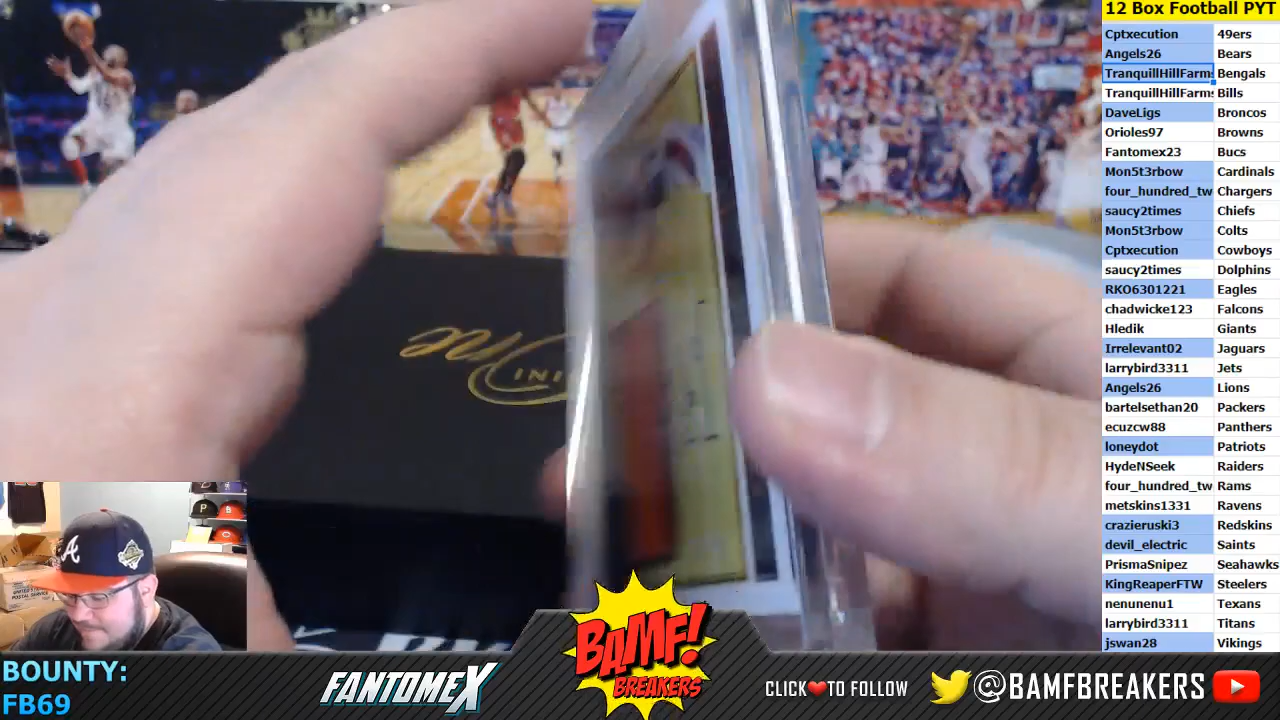 12 Box Football PYT
Cptxecution 49ers
Angels26 Bears
TranquillHillFarms Bengals
TranquillHillFarms Bills
DaveLigs Broncos
Orioles97 Browns
Fantomex23 Bucs
Mon5t3rbow Cardinals
four_hundred_tw Chargers
saucy2times Chiefs
Mon5t3rbow Colts
Cptxecution Cowboys
saucy2times Dolphins
RKO6301221 Eagles
chadwicke123 Falcons
Hledik Giants
Irrelevant02 Jaguars
larrybird3311 Jets
Angels26 Lions
bartelsethan20 Packers
ecuzcw88 Panthers
loneydot Patriots
HydeNSeek Raiders
four_hundred_tw Rams
metskins1331 Ravens
crazieruski3 Redskins
devil_electric Saints
PrismaSnipez Seahawks
KingReaperFTW Steelers
nenunenu1 Texans
larrybird3311 Titans
jswan28 Vikings
A
P
BOUNTY:
FB69
FANTOMEX
BAMF!
BREAKERS
CLICK TO FOLLOW
@BAMFBREAKERS